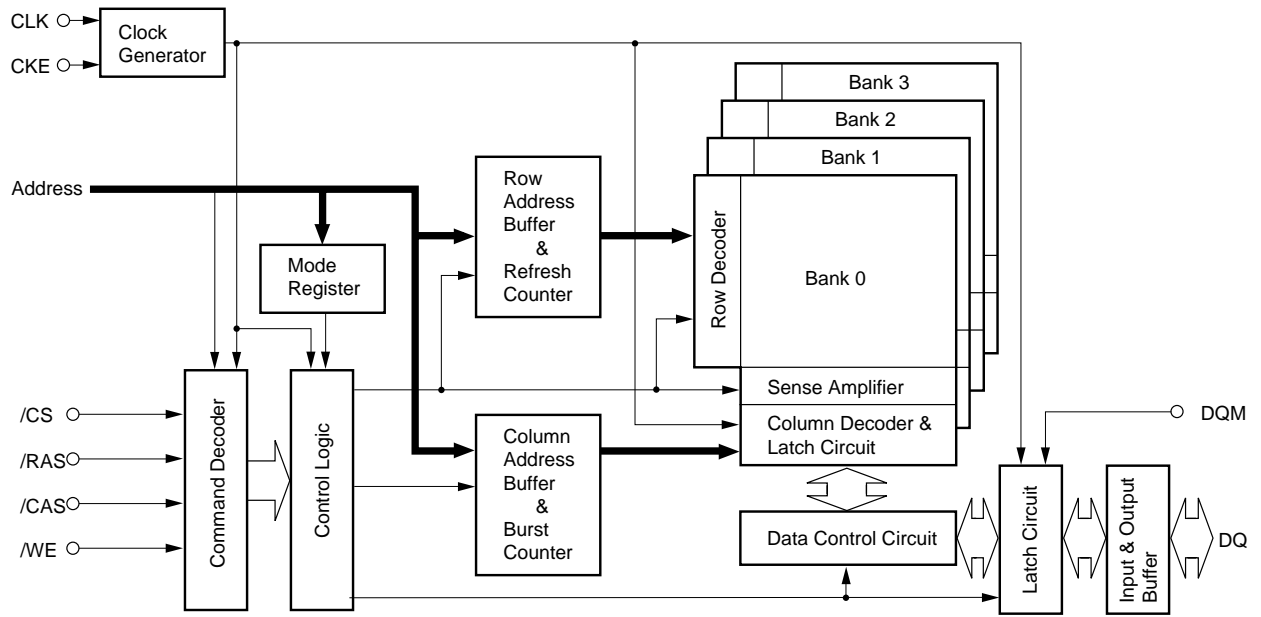 CLK
CKE
Clock
Generator
Bank 3
Bank 2
Bank 1
Address
Row
Address
Buffer
&
Refresh
Counter
Row Decoder
Bank 0
Mode
Register
Sense Amplifier
Column Decoder &
Latch Circuit
/CS
/RAS
/CAS
/WE
Command Decoder
Control Logic
Column
Address
Buffer
&
Burst
Counter
DQM
Data Control Circuit
Latch Circuit
Input & Output
Buffer
DQ